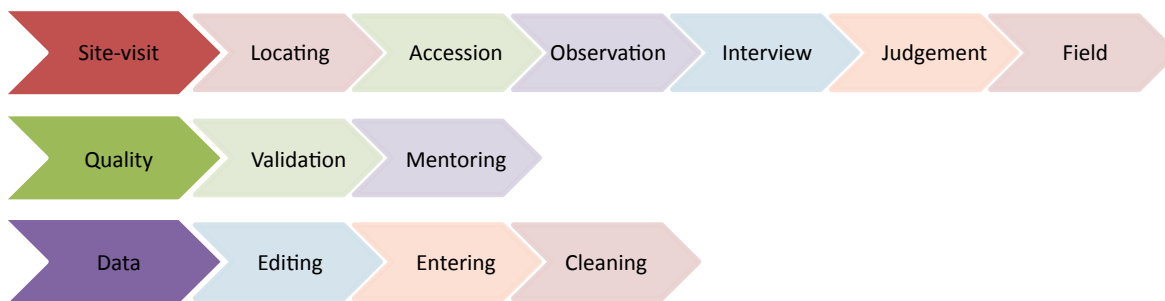 Site-visit Locating Accession Observation Interview Judgement Field
Quality Validation Mentoring
Data Editing Entering Cleaning